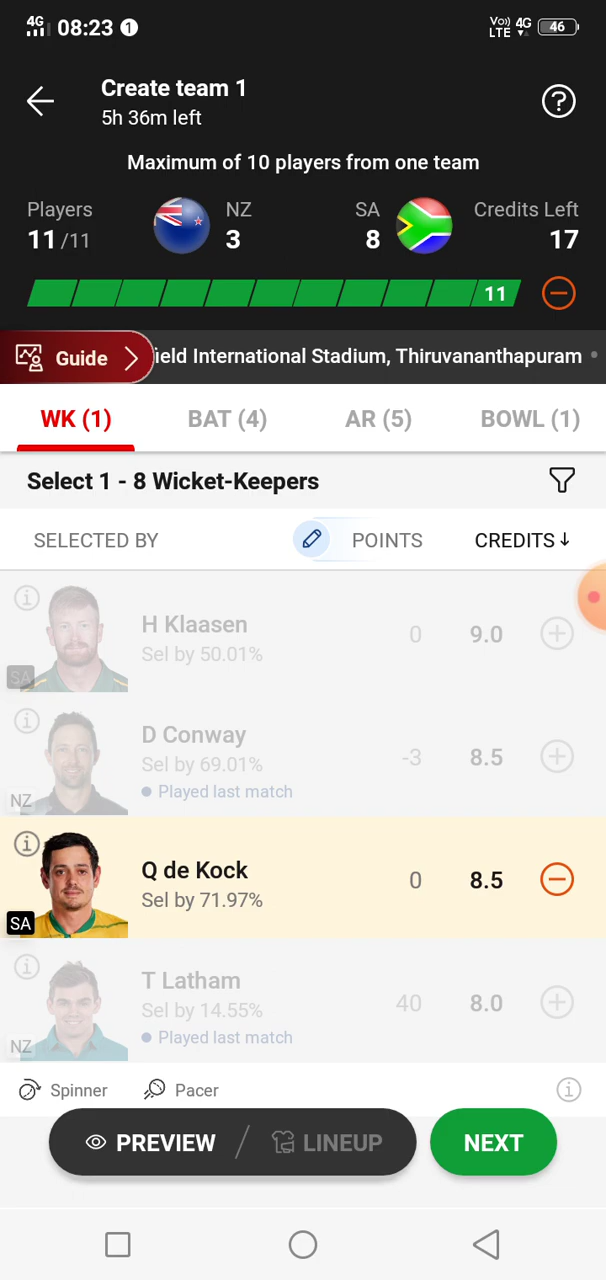 4G 08:23 1 Vo)) LTE 4G 46
Create team 1
5h 36m left
Maximum of 10 players from one team
Players NZ SA Credits Left
11/11 3 8 17
11
Guide ield International Stadium, Thiruvananthapuram
WK (1) BAT (4) AR (5) BOWL (1)
Select 1 - 8 Wicket-Keepers
SELECTED BY POINTS CREDITS↓
H Klaasen 0 9.0
Sel by 50.01%
SA
D Conway -3 8.5
Sel by 69.01%
Played last match
NZ
Q de Kock 0 8.5
Sel by 71.97%
SA
T Latham 40 8.0
Sel by 14.55%
Played last match
NZ
Spinner Pacer
PREVIEW / LINEUP NEXT